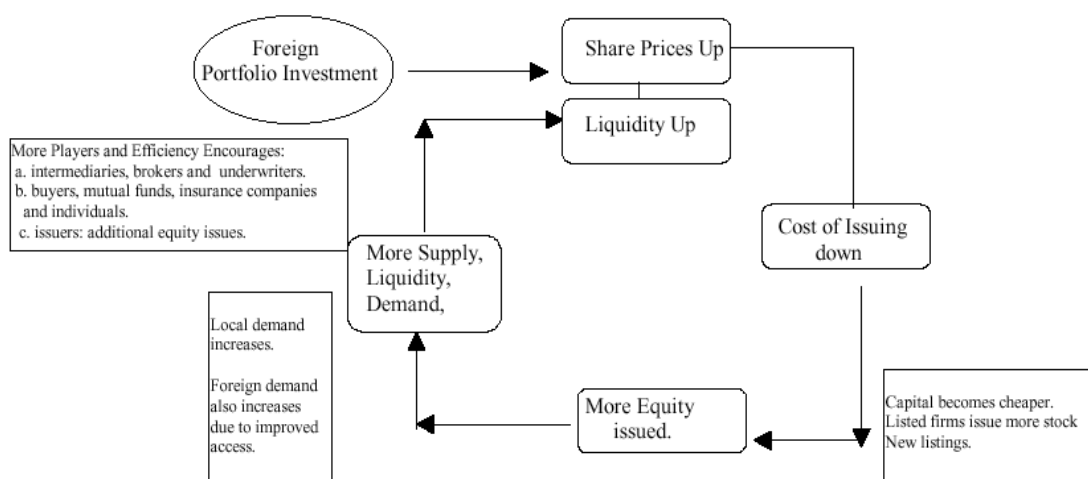 Foreign
Portfolio Investment
Share Prices Up
Liquidity Up
More Players and Efficiency Encourages:
a. intermediaries, brokers and underwriters.
b. buyers, mutual funds, insurance companies
and individuals.
c. issuers: additional equity issues.
Cost of Issuing
down
More Supply,
Liquidity,
Demand,
Local demand
increases.
Foreign demand
also increases
due to improved
access.
More Equity
issued.
Capital becomes cheaper.
Listed firms issue more stock
New listings.